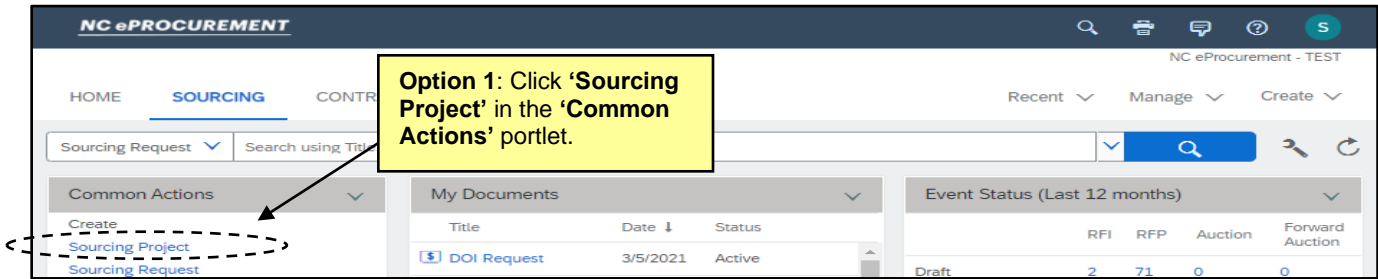 NC ePROCUREMENT
S
NC eProcurement - TEST
HOME SOURCING CONTR
Recent Manage Create
Option 1: Click ‘Sourcing
Project’ in the ‘Common
Actions’ portlet.
Sourcing Request Search using Title
Common Actions
Create
Sourcing Project
Sourcing Request
My Documents
Title Date Status
DOI Request 3/5/2021 Active
Event Status (Last 12 months)
RFI RFP Auction Forward
Auction
Draft 2 71 0 0